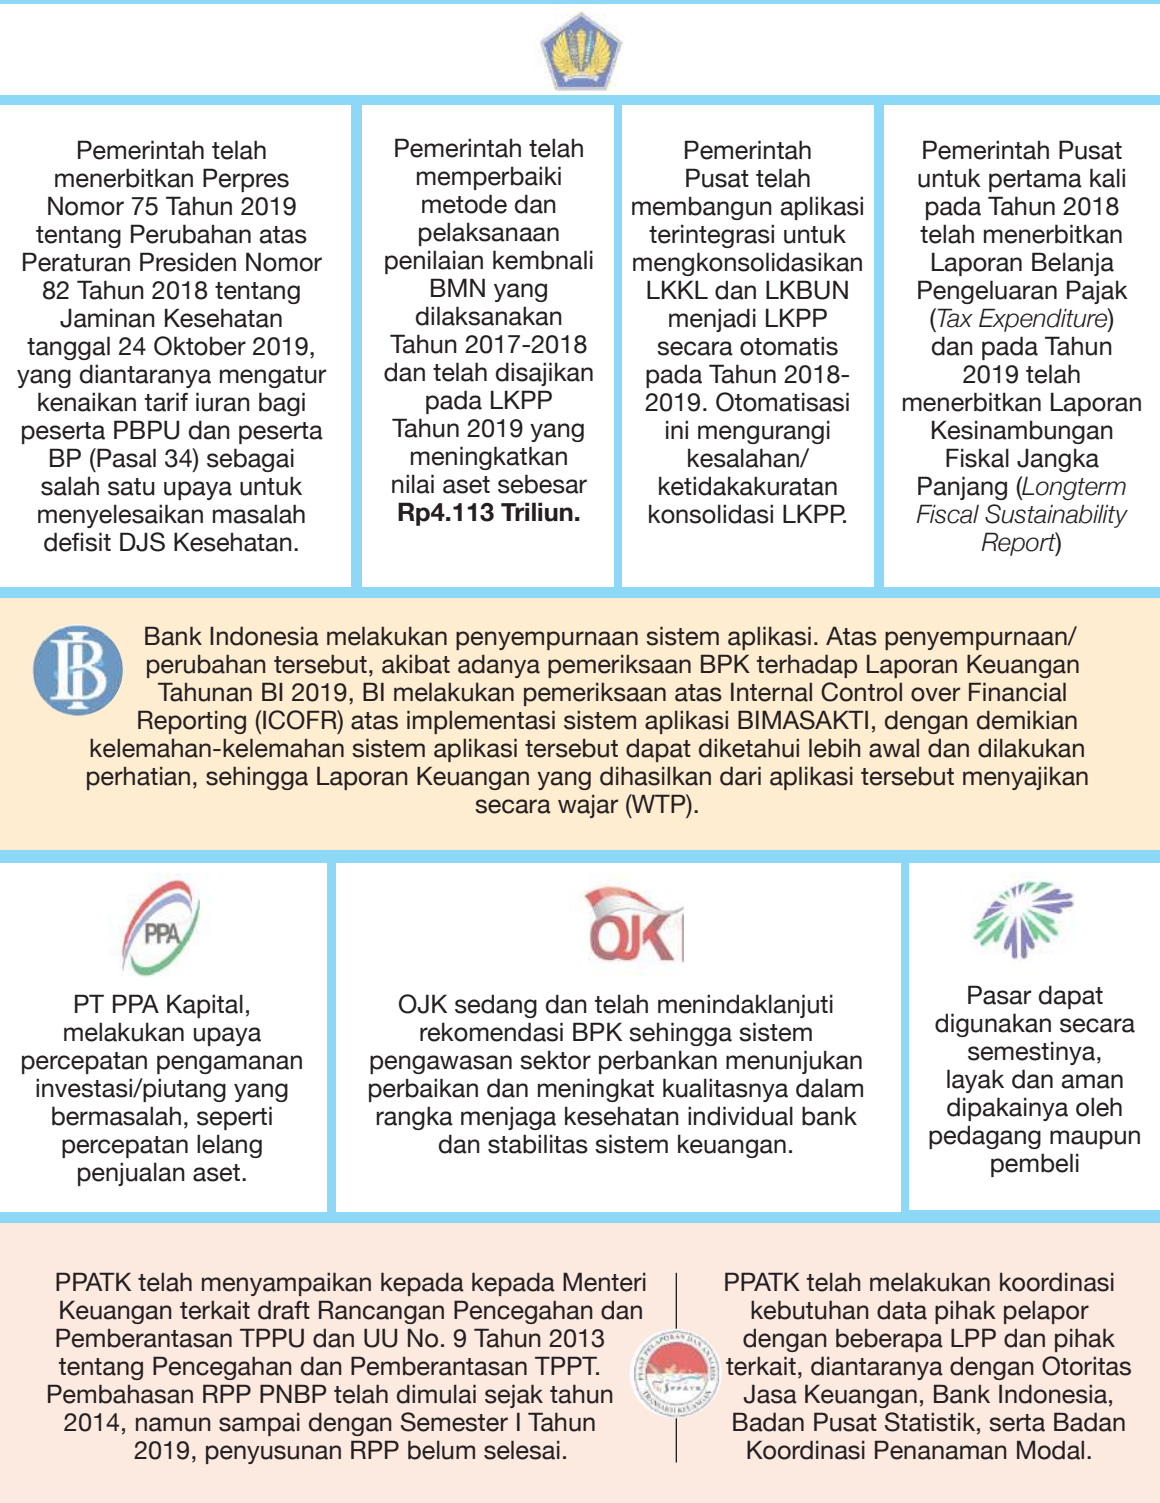 Pemerintah telah
menerbitkan Perpres
Nomor 75 Tahun 2019
tentang Perubahan atas
Peraturan Presiden Nomor
82 Tahun 2018 tentang
Jaminan Kesehatan
tanggal 24 Oktober 2019,
yang diantaranya mengatur
kenaikan tarif iuran bagi
peserta PBPU dan peserta
BP (Pasal 34) sebagai
salah satu upaya untuk
menyelesaikan masalah
defisit DJS Kesehatan.
Pemerintah telah
memperbaiki
metode dan
pelaksanaan
penilaian kembnali
BMN yang
dilaksanakan
Tahun 2017-2018
dan telah disajikan
pada LKPP
Tahun 2019 yang
meningkatkan
nilai aset sebesar
Rp4.113 Triliun.
Pemerintah
Pusat telah
membangun aplikasi
terintegrasi untuk
mengkonsolidasikan
LKKL dan LKBUN
menjadi LKPP
secara otomatis
pada Tahun 2018-
2019. Otomatisasi
ini mengurangi
kesalahan/
ketidakakuratan
konsolidasi LKPP.
Pemerintah Pusat
untuk pertama kali
pada Tahun 2018
telah menerbitkan
Laporan Belanja
Pengeluaran Pajak
(Tax Expenditure)
dan pada Tahun
2019 telah
menerbitkan Laporan
Kesinambungan
Fiskal Jangka
Panjang (Longterm
Fiscal Sustainability
Report)
Bank Indonesia melakukan penyempurnaan sistem aplikasi. Atas penyempurnaan/
perubahan tersebut, akibat adanya pemeriksaan BPK terhadap Laporan Keuangan
Tahunan BI 2019, BI melakukan pemeriksaan atas Internal Control over Financial
Reporting (ICOFR) atas implementasi sistem aplikasi BIMASAKTI, dengan demikian
kelemahan-kelemahan sistem aplikasi tersebut dapat diketahui lebih awal dan dilakukan
perhatian, sehingga Laporan Keuangan yang dihasilkan dari aplikasi tersebut menyajikan
secara wajar (WTP).
PPA
PT PPA Kapital,
melakukan upaya
percepatan pengamanan
investasi/piutang yang
bermasalah, seperti
percepatan lelang
penjualan aset.
OJK
OJK sedang dan telah menindaklanjuti
rekomendasi BPK sehingga sistem
pengawasan sektor perbankan menunjukan
perbaikan dan meningkat kualitasnya dalam
rangka menjaga kesehatan individual bank
dan stabilitas sistem keuangan.
Pasar dapat
digunakan secara
semestinya,
layak dan aman
dipakainya oleh
pedagang maupun
pembeli
PPATK telah menyampaikan kepada kepada Menteri
Keuangan terkait draft Rancangan Pencegahan dan
Pemberantasan TPPU dan UU No. 9 Tahun 2013
tentang Pencegahan dan Pemberantasan TPPT.
Pembahasan RPP PNBP telah dimulai sejak tahun
2014, namun sampai dengan Semester I Tahun
2019, penyusunan RPP belum selesai.
PUSAT PELAPORAN DAN ANALISIS
TRANSAKSI KEUANGAN
PPATK
PPATK telah melakukan koordinasi
kebutuhan data pihak pelapor
dengan beberapa LPP dan pihak
terkait, diantaranya dengan Otoritas
Jasa Keuangan, Bank Indonesia,
Badan Pusat Statistik, serta Badan
Koordinasi Penanaman Modal.